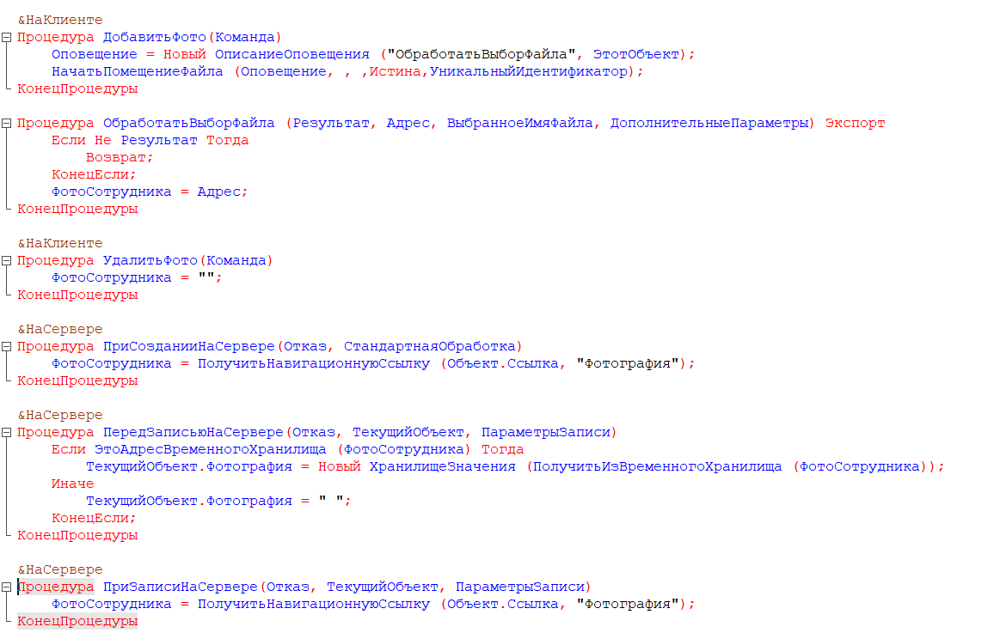 &НаКлиенте
Процедура ДобавитьФото(Команда)
Оповещение = Новый ОписаниеОповещения ("ОбработатьВыборФайла", ЭтотОбъект);
НачатьПомещениеФайла (Оповещение, , ,Истина,УникальныйИдентификатор);
КонецПроцедуры
Процедура ОбработатьВыборФайла (Результат, Адрес, ВыбранноеИмяФайла, ДополнительныеПараметры) Экспорт
Если Не Результат Тогда
Возврат;
КонецЕсли;
ФотоСотрудника = Адрес;
КонецПроцедуры
&НаКлиенте
Процедура УдалитьФото(Команда)
ФотоСотрудника = "";
КонецПроцедуры
&НаСервере
Процедура ПриСозданииНаСервере(Отказ, СтандартнаяОбработка)
ФотоСотрудника = ПолучитьНавигационнуюСсылку (Объект.Ссылка, "Фотография");
КонецПроцедуры
&НаСервере
Процедура ПередЗаписьюНаСервере(Отказ, ТекущийОбъект, ПараметрыЗаписи)
Если ЭтоАдресВременногоХранилища (ФотоСотрудника) Тогда
ТекущийОбъект.Фотография = Новый ХранилищеЗначения (ПолучитьИзВременногоХранилища (ФотоСотрудника));
Иначе
ТекущийОбъект.Фотография = " ";
КонецЕсли;
КонецПроцедуры
&НаСервере
Процедура ПриЗаписиНаСервере(Отказ, ТекущийОбъект, ПараметрыЗаписи)
ФотоСотрудника = ПолучитьНавигационнуюСсылку (Объект.Ссылка, "Фотография");
КонецПроцедуры